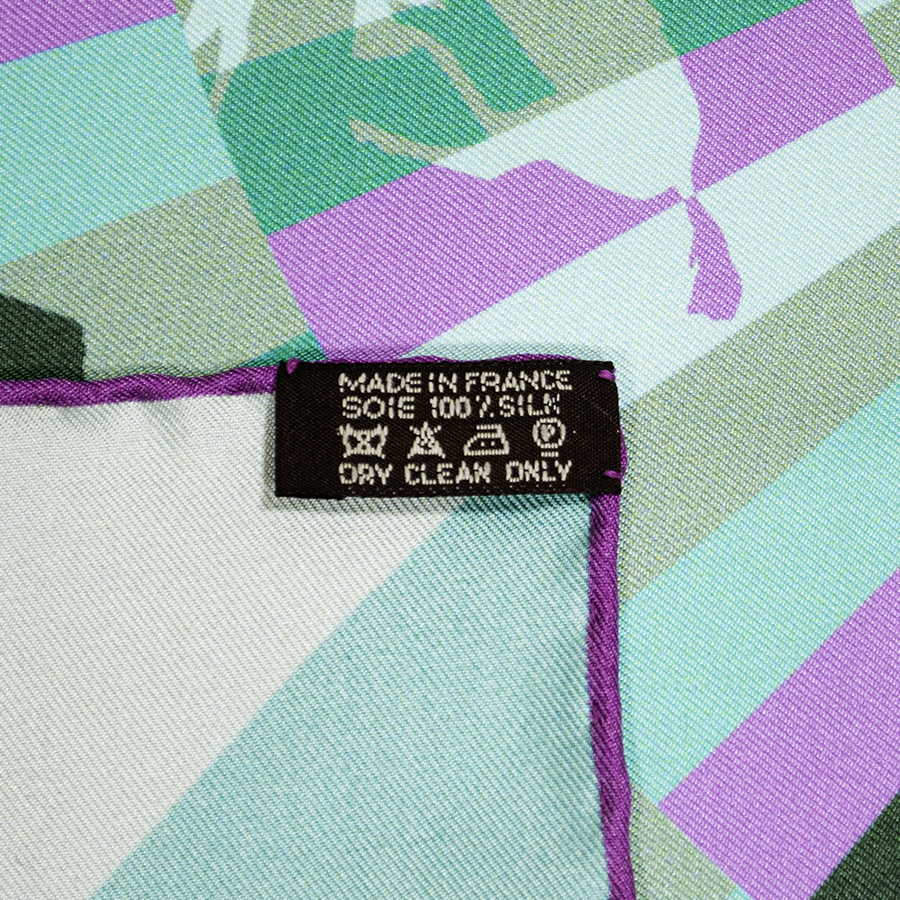 MADE IN FRANCE
SOIE 100% SILK
P
DRY CLEAN ONLY